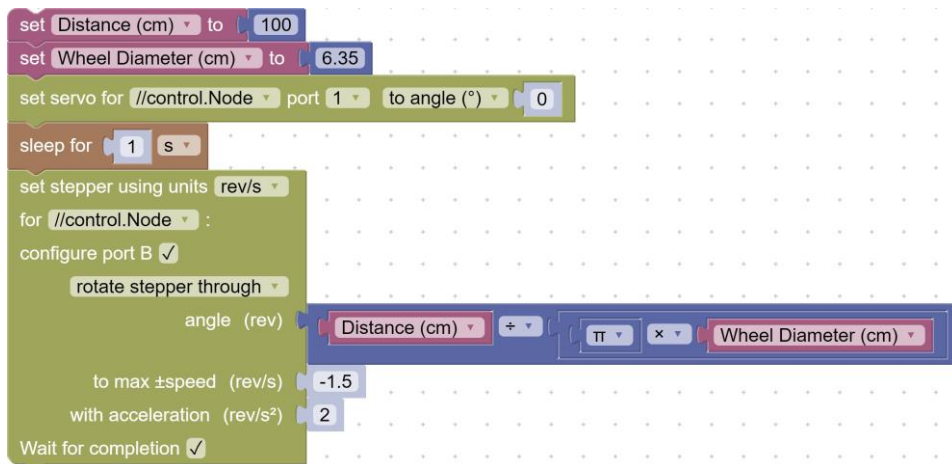 set Distance (cm) to 100
set Wheel Diameter (cm) to 6.35
set servo for //control.Node port 1 to angle (°) 0
sleep for 1 s
set stepper using units rev/s
for //control.Node :
configure port B ✓
rotate stepper through
angle (rev) Distance (cm) ÷ π × Wheel Diameter (cm)
to max ±speed (rev/s) -1.5
with acceleration (rev/s²) 2
Wait for completion ✓